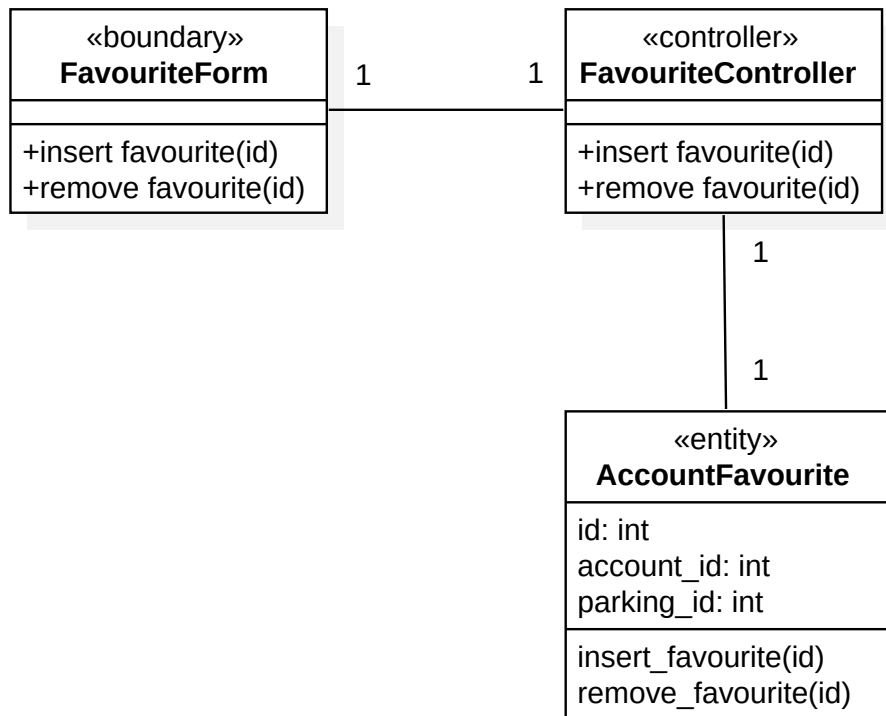 «boundary»
FavouriteForm
+insert favourite(id)
+remove favourite(id)
1
1
«controller»
FavouriteController
+insert favourite(id)
+remove favourite(id)
1
1
«entity»
AccountFavourite
id: int
account_id: int
parking_id: int
insert_favourite(id)
remove_favourite(id)